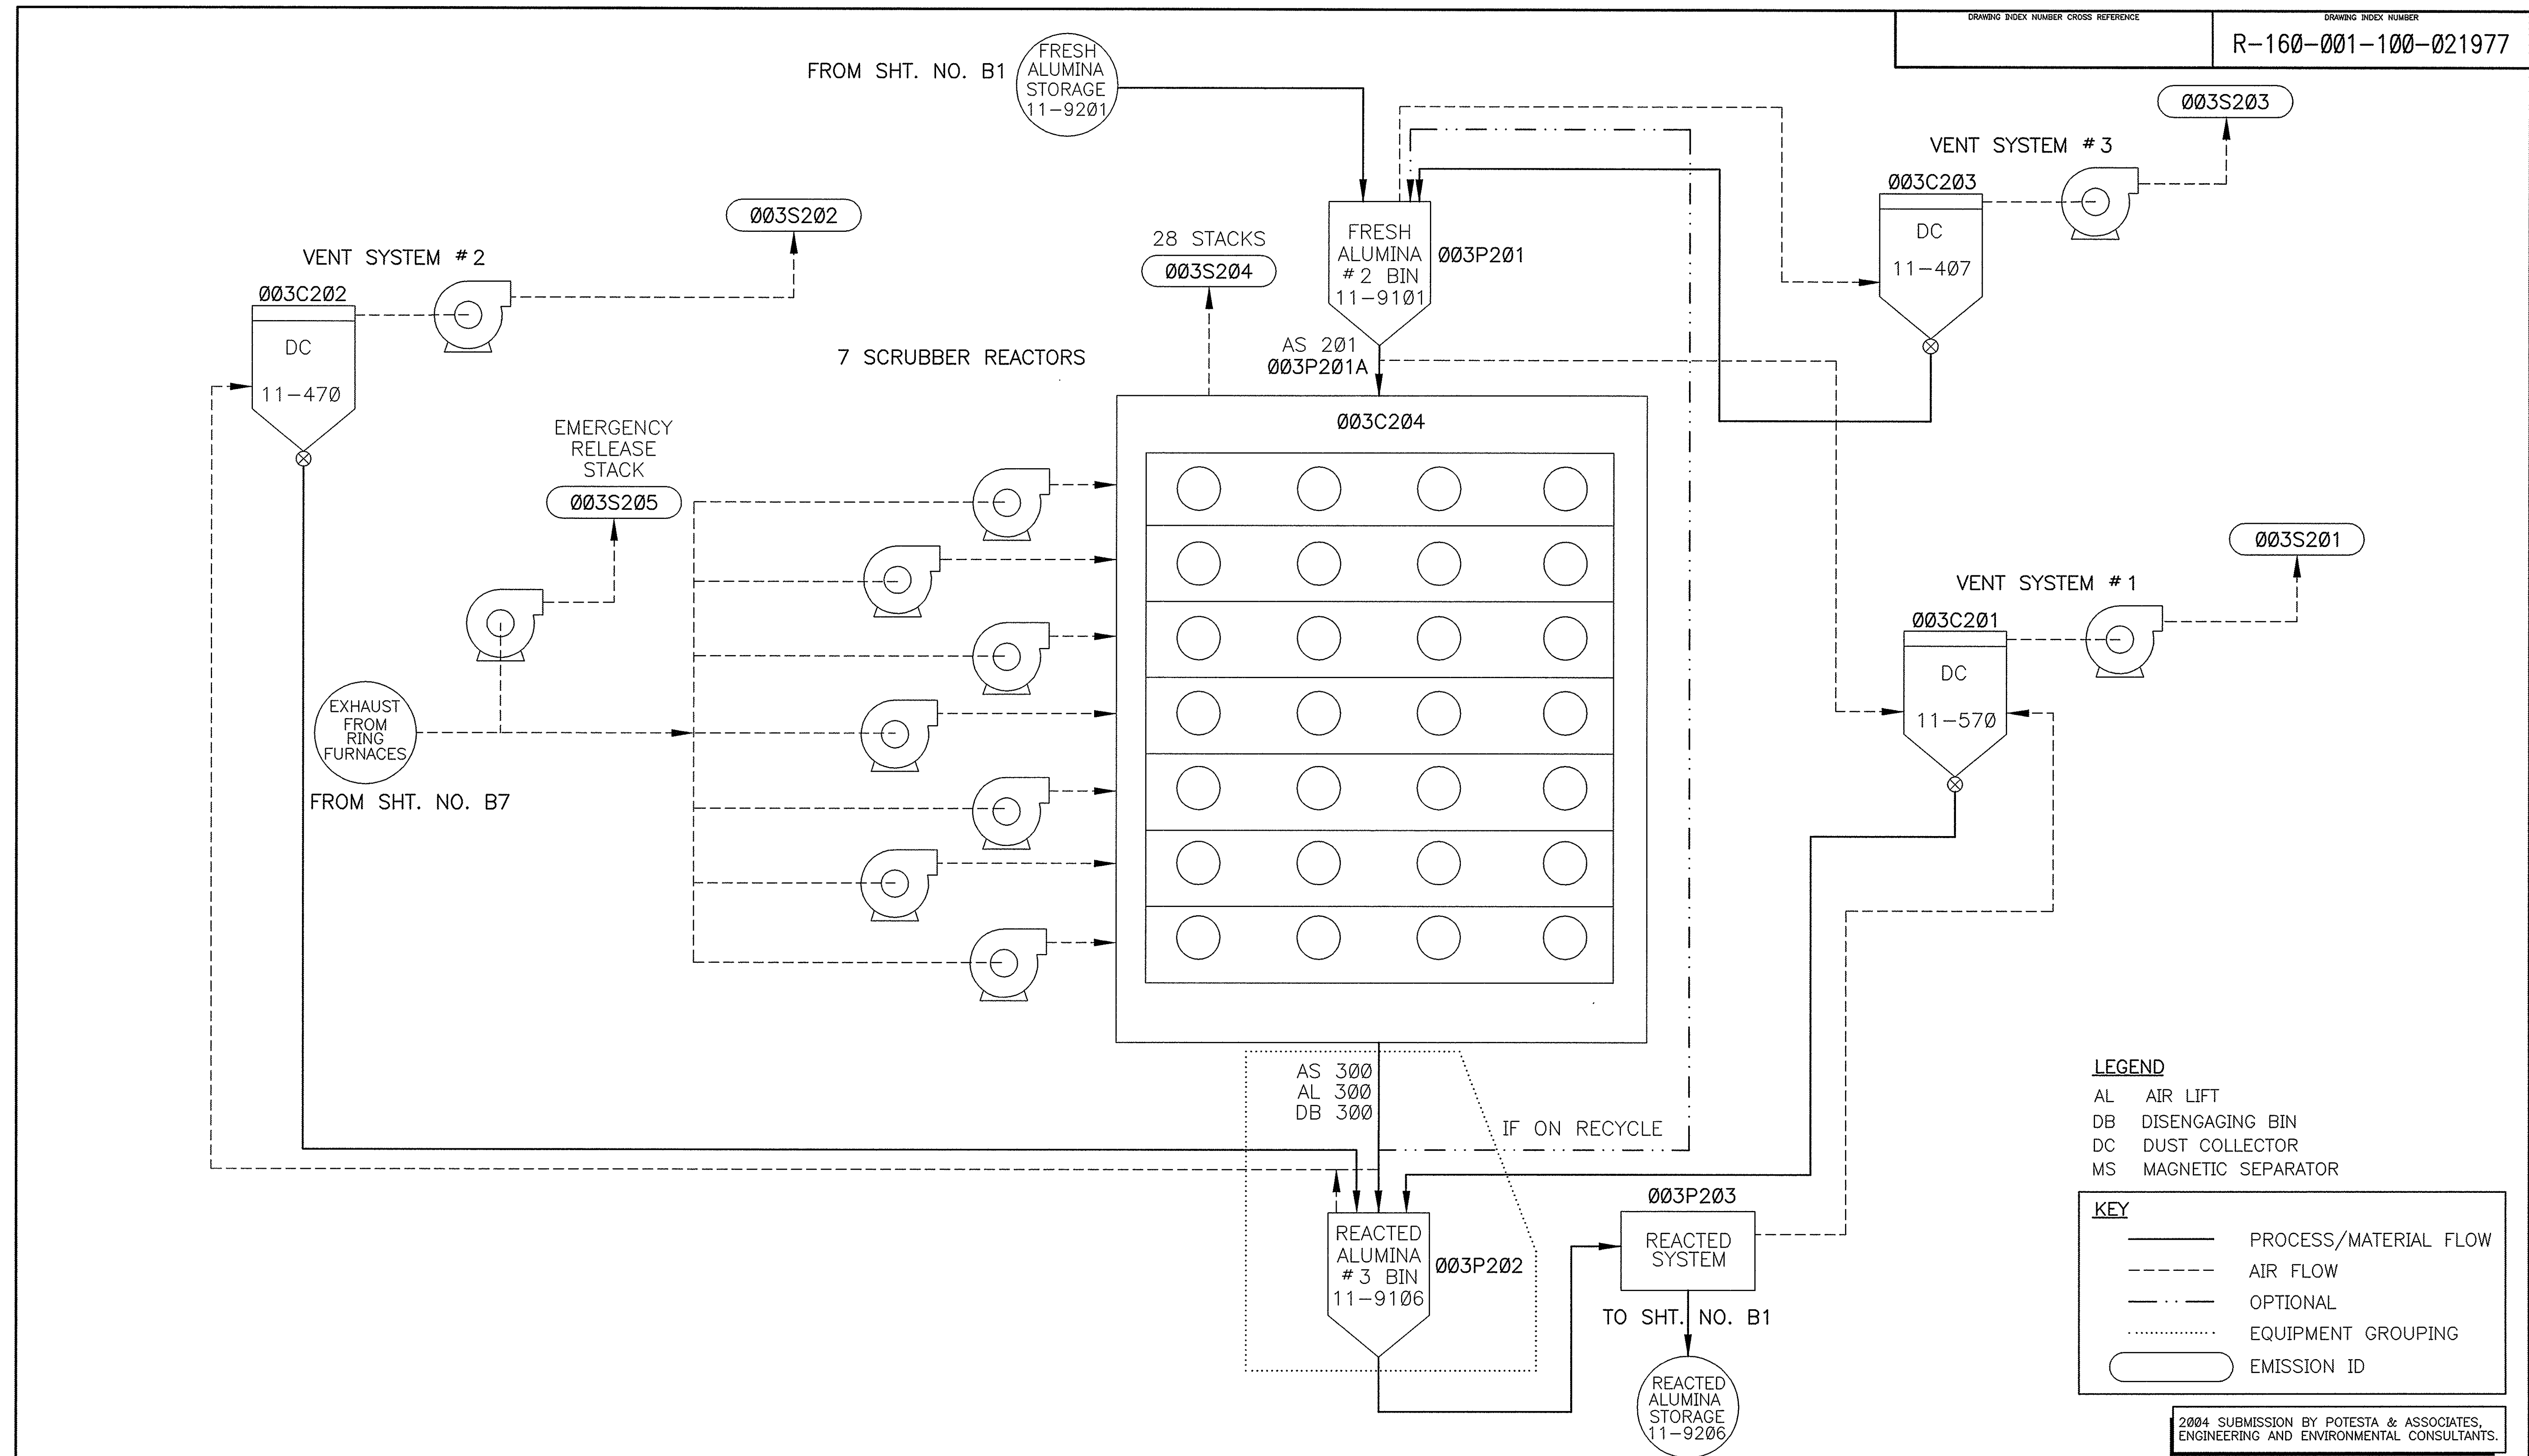 DRAWING INDEX NUMBER CROSS REFERENCE
DRAWING INDEX NUMBER
R-160-001-100-021977
FROM SHT. NO. B1
FRESH
ALUMINA
STORAGE
11-9201
003S203
VENT SYSTEM #3
003C203
DC
11-407
003S202
VENT SYSTEM #2
003C202
DC
11-470
28 STACKS
003S204
FRESH
ALUMINA
#2 BIN
11-9101
003P201
AS 201
003P201A
7 SCRUBBER REACTORS
003C204
EMERGENCY
RELEASE
STACK
003S205
003S201
VENT SYSTEM #1
003C201
DC
11-570
EXHAUST
FROM
RING
FURNACES
FROM SHT. NO. B7
AS 300
AL 300
DB 300
IF ON RECYCLE
REACTED
ALUMINA
#3 BIN
11-9106
003P202
003P203
REACTED
SYSTEM
TO SHT. NO. B1
REACTED
ALUMINA
STORAGE
11-9206
LEGEND
AL AIR LIFT
DB DISENGAGING BIN
DC DUST COLLECTOR
MS MAGNETIC SEPARATOR
KEY
PROCESS/MATERIAL FLOW
AIR FLOW
OPTIONAL
EQUIPMENT GROUPING
EMISSION ID
2004 SUBMISSION BY POTESTA & ASSOCIATES,
ENGINEERING AND ENVIRONMENTAL CONSULTANTS.